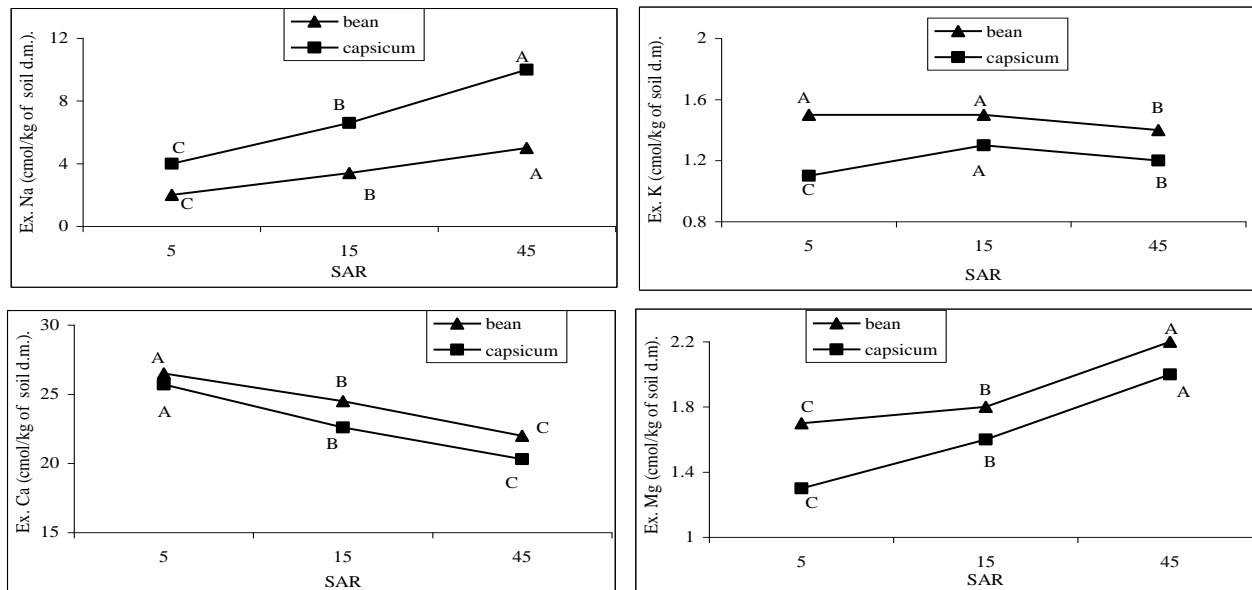 bean
capsicum
Ex. Na (cmol/kg of soil d.m.).
12
8
4
0
A
B
C
C
B
A
5
15
45
SAR
bean
capsicum
Ex. K (cmol/kg of soil d.m.).
2
1.6
1.2
0.8
A
A
B
C
A
B
5
15
45
SAR
bean
capsicum
Ex. Ca (cmol/kg of soil d.m.).
30
25
20
15
A
B
C
A
B
C
5
15
45
SAR
bean
capsicum
Ex. Mg (cmol/kg of soil d.m).
2.2
1.8
1.4
1
A
B
C
A
B
C
5
15
45
SAR